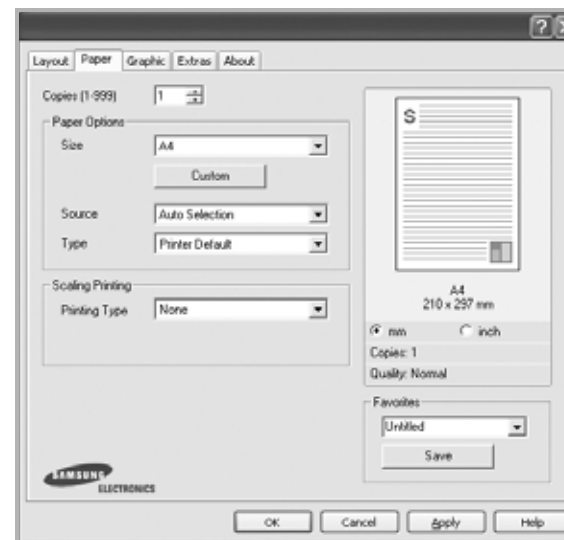 Layout Paper Graphic Extras About
Copies (1-999) 1
Paper Options
Size A4
Custom
Source Auto Selection
Type Printer Default
Scaling Printing
Printing Type None
S
A4
210 x 297 mm
mm inch
Copies: 1
Quality: Normal
Favorites
Untitled
Save
SAMSUNG
ELECTRONICS
OK Cancel Apply Help